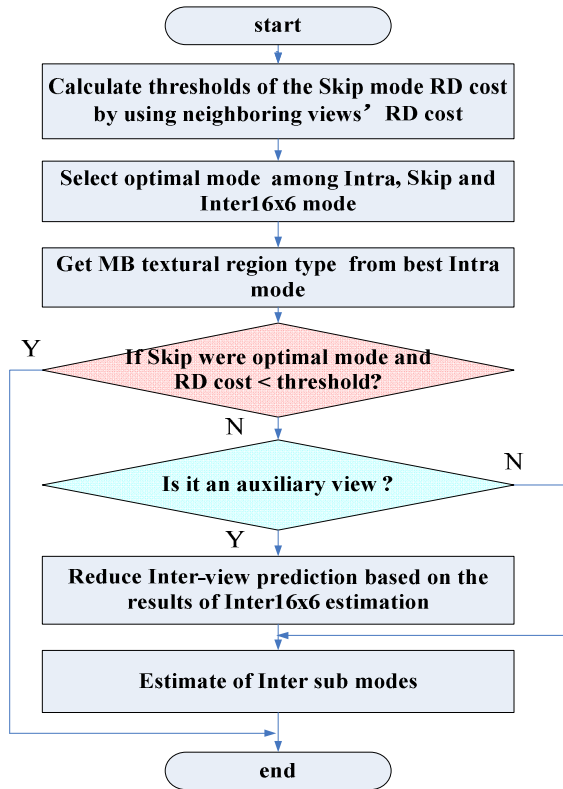 start
Calculate thresholds of the Skip mode RD cost
by using neighboring views’ RD cost
Select optimal mode among Intra, Skip and
Inter16x6 mode
Get MB textural region type from best Intra
mode
Y
If Skip were optimal mode and
RD cost < threshold?
N
N
Is it an auxiliary view ?
Y
Reduce Inter-view prediction based on the
results of Inter16x6 estimation
Estimate of Inter sub modes
end